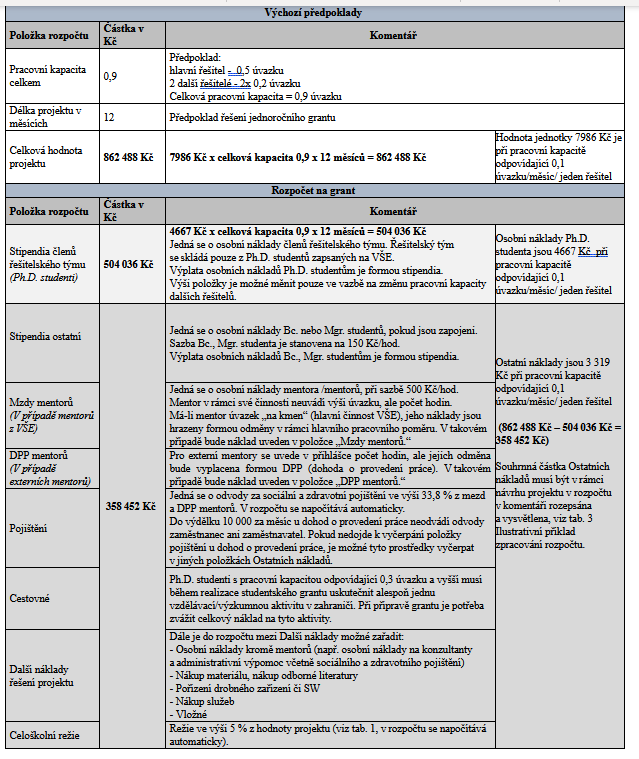 Výchozí předpoklady
Položka rozpočtu
Částka v
Kč
Komentář
Pracovní kapacita
celkem
0,9
Předpoklad:
hlavní řešitel – 0,5 úvazku
2 další řešitelé - 2x 0,2 úvazku
Celková pracovní kapacita = 0,9 úvazku
Délka projektu v
měsících
12
Předpoklad řešení jednoročního grantu
Celková hodnota
projektu
862 488 Kč
7986 Kč x celková kapacita 0,9 x 12 měsíců = 862 488 Kč
Hodnota jednotky 7986 Kč je
při pracovní kapacitě
odpovídající 0,1
úvazku/měsíc/ jeden řešitel
Rozpočet na grant
Položka rozpočtu
Částka v
Kč
Komentář
Stipendia členů
řešitelského týmu
(Ph.D. studenti)
504 036 Kč
4667 Kč x celková kapacita 0,9 x 12 měsíců = 504 036 Kč
Jedná se o osobní náklady členů řešitelského týmu. Řešitelský tým
se skládá pouze z Ph.D. studentů zapsaných na VŠE.
Výplata osobních nákladů Ph.D. studentům je formou stipendia.
Výši položky je možné měnit pouze ve vazbě na změnu pracovní kapacity
dalších řešitelů.
Osobní náklady Ph.D.
studenta jsou 4667 Kč při
pracovní kapacitě
odpovídající 0,1
úvazku/měsíc/ jeden řešitel
Stipendia ostatní
Jedná se o osobní náklady Bc. nebo Mgr. studentů, pokud jsou zapojeni.
Sazba Bc., Mgr. studenta je stanovena na 150 Kč/hod.
Výplata osobních nákladů Bc., Mgr. studentům je formou stipendia.
Mzdy mentorů
(V případě mentorů
z VŠE)
Jedná se o osobní náklady mentora /mentorů, při sazbě 500 Kč/hod.
Mentor v rámci své činnosti neuvádí výši úvazku, ale počet hodin.
Má-li mentor úvazek „na kmen“ (hlavní činnost VŠE), jeho náklady jsou
hrazeny formou odměny v rámci hlavního pracovního poměru. V takovém
případě bude náklad uveden v položce „Mzdy mentorů.“
DPP mentorů
(V případě
externích mentorů)
Pro externí mentory se uvede v přihlášce počet hodin, ale jejich odměna
bude vyplacena formou DPP (dohoda o provedení práce). V takovém
případě bude náklad uveden v položce „DPP mentorů.“
358 452 Kč
Pojištění
Jedná se o odvody za sociální a zdravotní pojištění ve výši 33,8 % z mezd
a DPP mentorů. V rozpočtu se napočítává automaticky.
Do výdělku 10 000 za měsíc u dohod o provedení práce neodvádí odvody
zaměstnanec ani zaměstnavatel. Pokud nedojde k vyčerpání položky
pojištění u dohod o provedení práce, je možné tyto prostředky vyčerpat
v jiných položkách Ostatních nákladů.
Cestovné
Ph.D. studenti s pracovní kapacitou odpovídající 0,3 úvazku a vyšší musí
během realizace studentského grantu uskutečnit alespoň jednu
vzdělávací/výzkumnou aktivitu v zahraničí. Při přípravě grantu je potřeba
zvážit celkový náklad na tyto aktivity.
Další náklady
řešení projektu
Dále je do rozpočtu mezi Další náklady možné zařadit:
- Osobní náklady kromě mentorů (např. osobní náklady na konzultanty
a administrativní výpomoc včetně sociálního a zdravotního pojištění)
- Nákup materiálu, nákup odborné literatury
- Pořízení drobného zařízení či SW
- Nákup služeb
- Vložné
Celoškolní režie
Režie ve výši 5 % z hodnoty projektu (viz tab. 1, v rozpočtu se napočítává
automaticky).
Ostatní náklady jsou 3 319
Kč při pracovní kapacitě
odpovídající 0,1
úvazku/měsíc/ jeden řešitel
(862 488 Kč – 504 036 Kč =
358 452 Kč)
Souhrnná částka Ostatních
nákladů musí být v rámci
návrhu projektu v rozpočtu
v komentáři rozepsána
a vysvětlena, viz tab. 3
Ilustrativní příklad
zpracování rozpočtu.